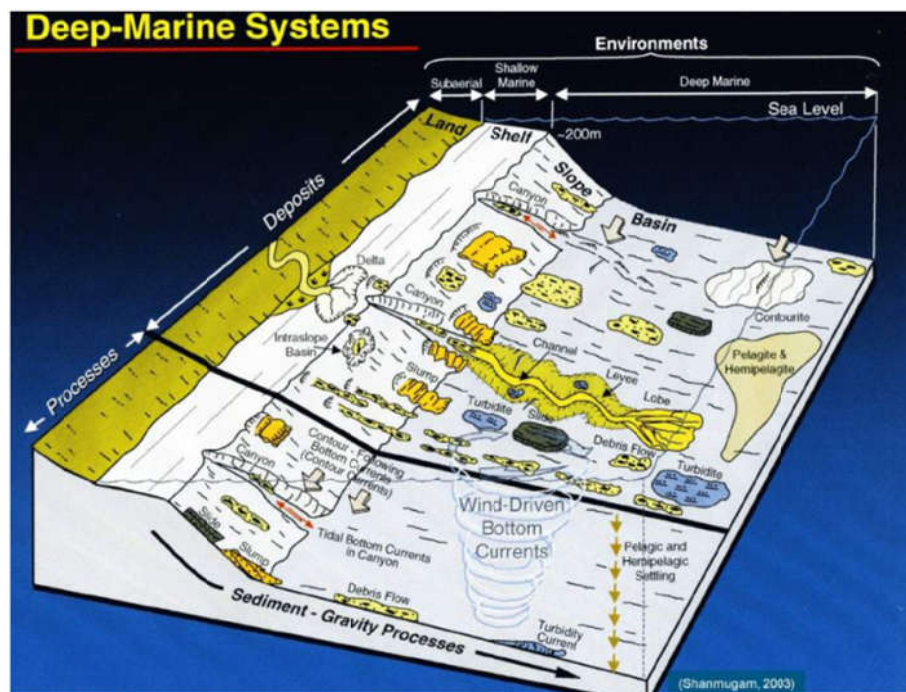 Deep-Marine Systems
Environments
Subaerial
Shallow
Marine
Deep Marine
Sea Level
Land
Shelf
~200m
Slope
Basin
Deposits
Canyon
Delta
Canyon
Contourite
Intraslope
Basin
Channel
Pelagite &
Hemipelagite
Processes
Levee
Slump
Lobe
Turbidite
Slide
Debris Flow
Turbidite
Canyon
Contour - Following
Bottom Currents
(Contour Currents)
Wind-Driven
Bottom
Currents
Slide
Slump
Tidal Bottom Currents
in Canyon
Pelagic and
Hemipelagic
Settling
Debris Flow
Sediment - Gravity Processes
Turbidity
Current
(Shanmugam, 2003)